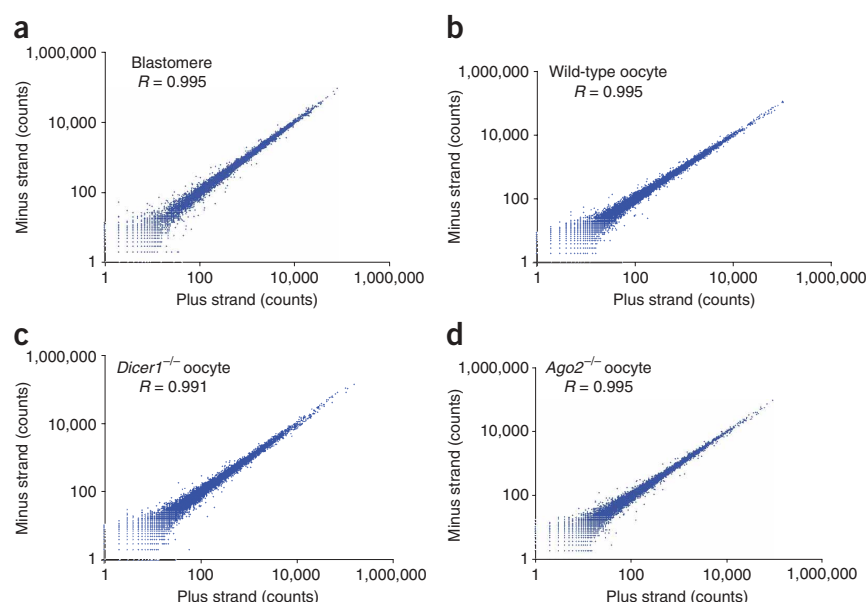 a
Blastomere
R = 0.995
Minus strand (counts)
1,000,000
10,000
100
1
1
100
10,000
1,000,000
Plus strand (counts)
b
Wild-type oocyte
R = 0.995
Minus strand (counts)
1,000,000
10,000
100
1
1
100
10,000
1,000,000
Plus strand (counts)
c
Dicer1–/– oocyte
R = 0.991
Minus strand (counts)
1,000,000
10,000
100
1
1
100
10,000
1,000,000
Plus strand (counts)
d
Ago2–/– oocyte
R = 0.995
Minus strand (counts)
1,000,000
10,000
100
1
1
100
10,000
1,000,000
Plus strand (counts)